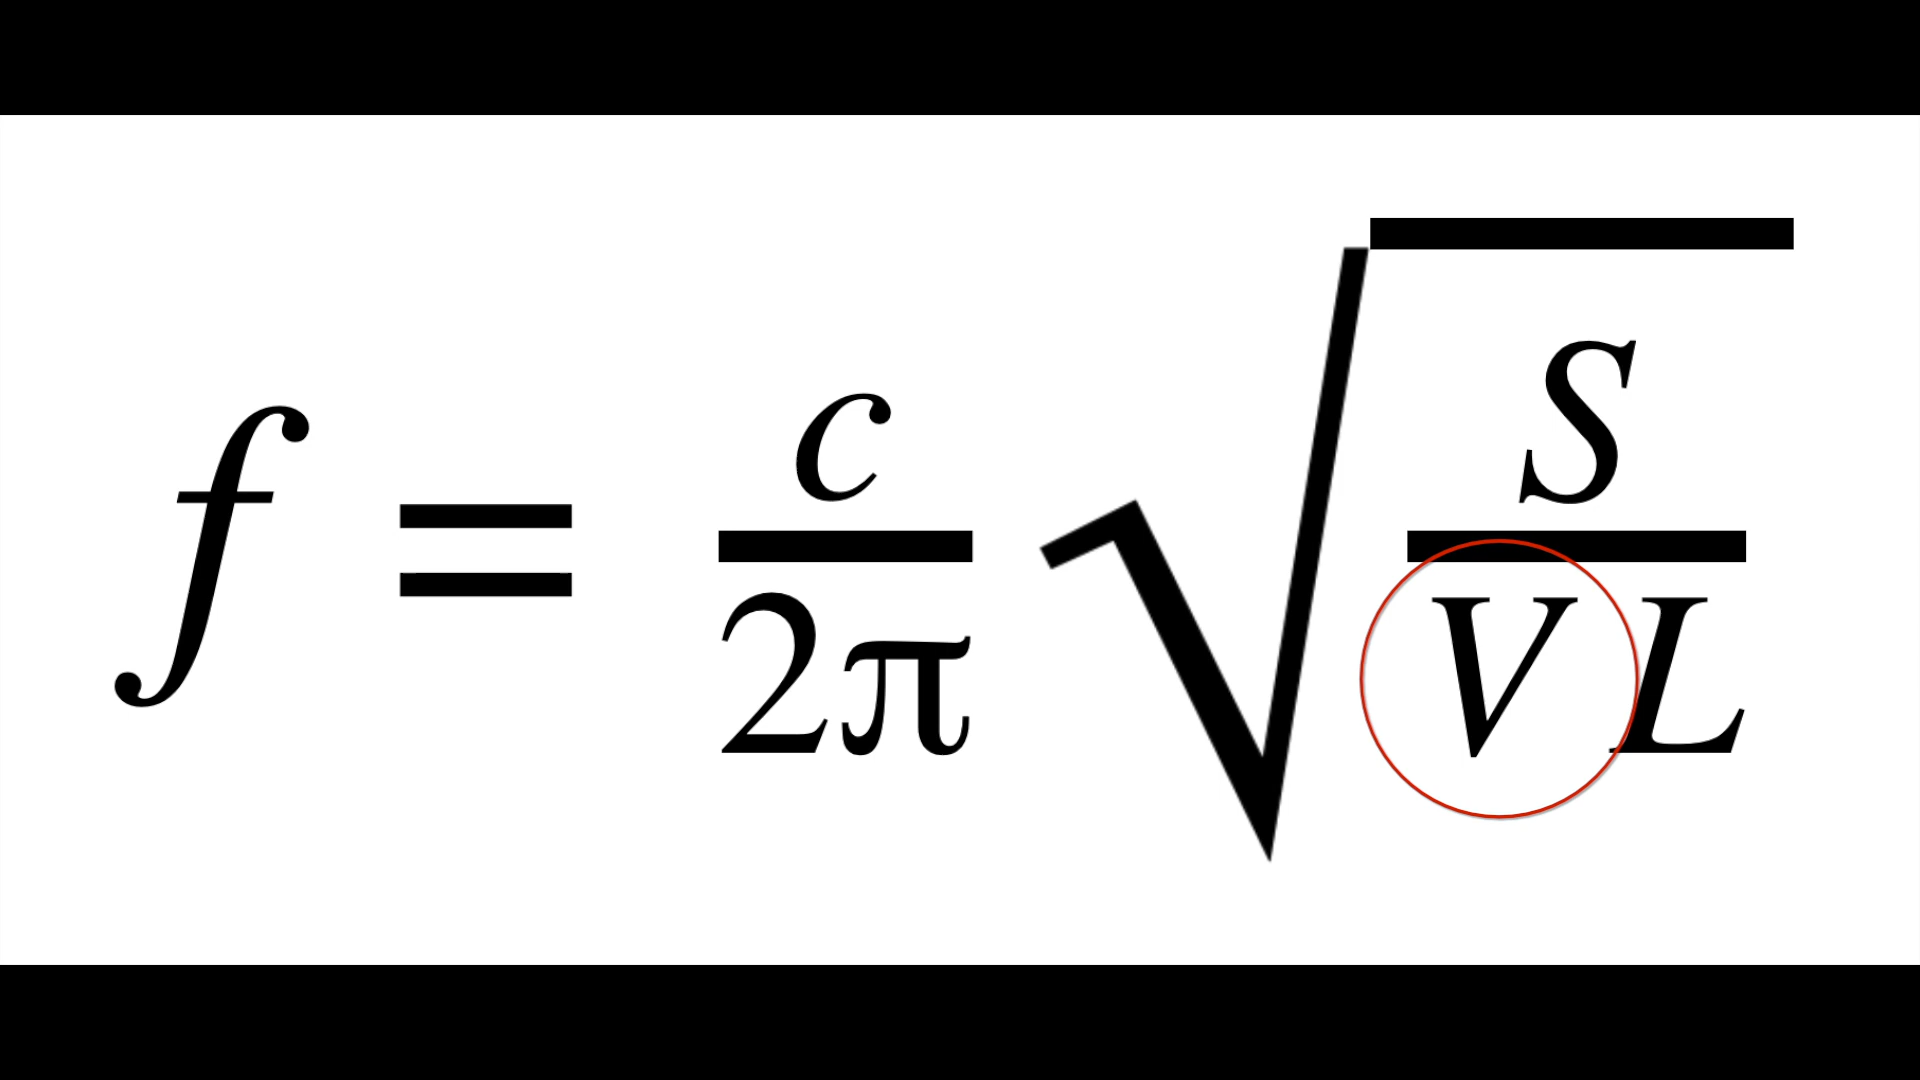 f = c/2π √(S/VL)